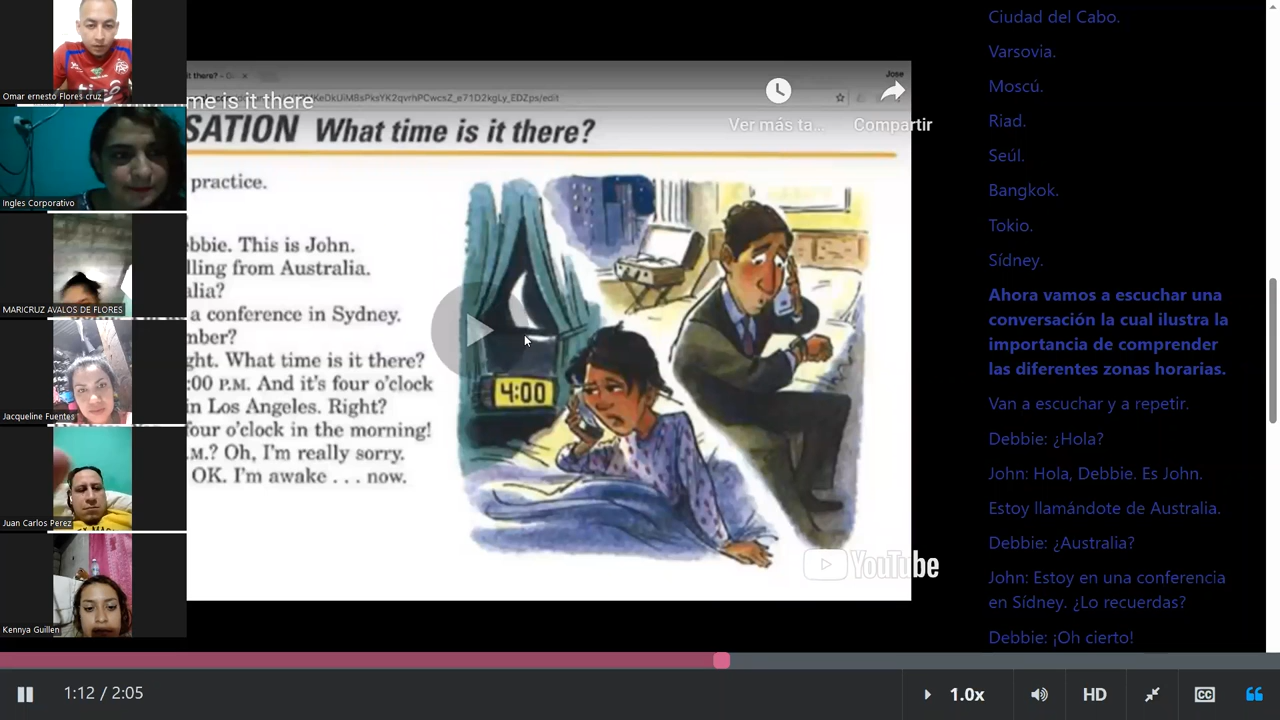 Omar ernesto Flores cruz
Ingles Corporativo
MARICRUZ AVALOS DE FLORES
Jacqueline Fuentes
Juan Carlos Perez
Kennya Guillen
it there? -
Jose
me is it there
Ver más ta...
Compartir
SATION What time is it there?
practice.
bbie. This is John.
lling from Australia.
alia?
a conference in Sydney.
mber?
ght. What time is it there?
:00 P.M. And it's four o'clock
in Los Angeles. Right?
four o'clock in the morning!
.M.? Oh, I'm really sorry.
OK. I'm awake . . . now.
4:00
YouTube
Ciudad del Cabo.
Varsovia.
Moscú.
Riad.
Seúl.
Bangkok.
Tokio.
Sídney.
Ahora vamos a escuchar una
conversación la cual ilustra la
importancia de comprender
las diferentes zonas horarias.
Van a escuchar y a repetir.
Debbie: ¿Hola?
John: Hola, Debbie. Es John.
Estoy llamándote de Australia.
Debbie: ¿Australia?
John: Estoy en una conferencia
en Sídney. ¿Lo recuerdas?
Debbie: ¡Oh cierto!
1:12 / 2:05
1.0x
HD
CC